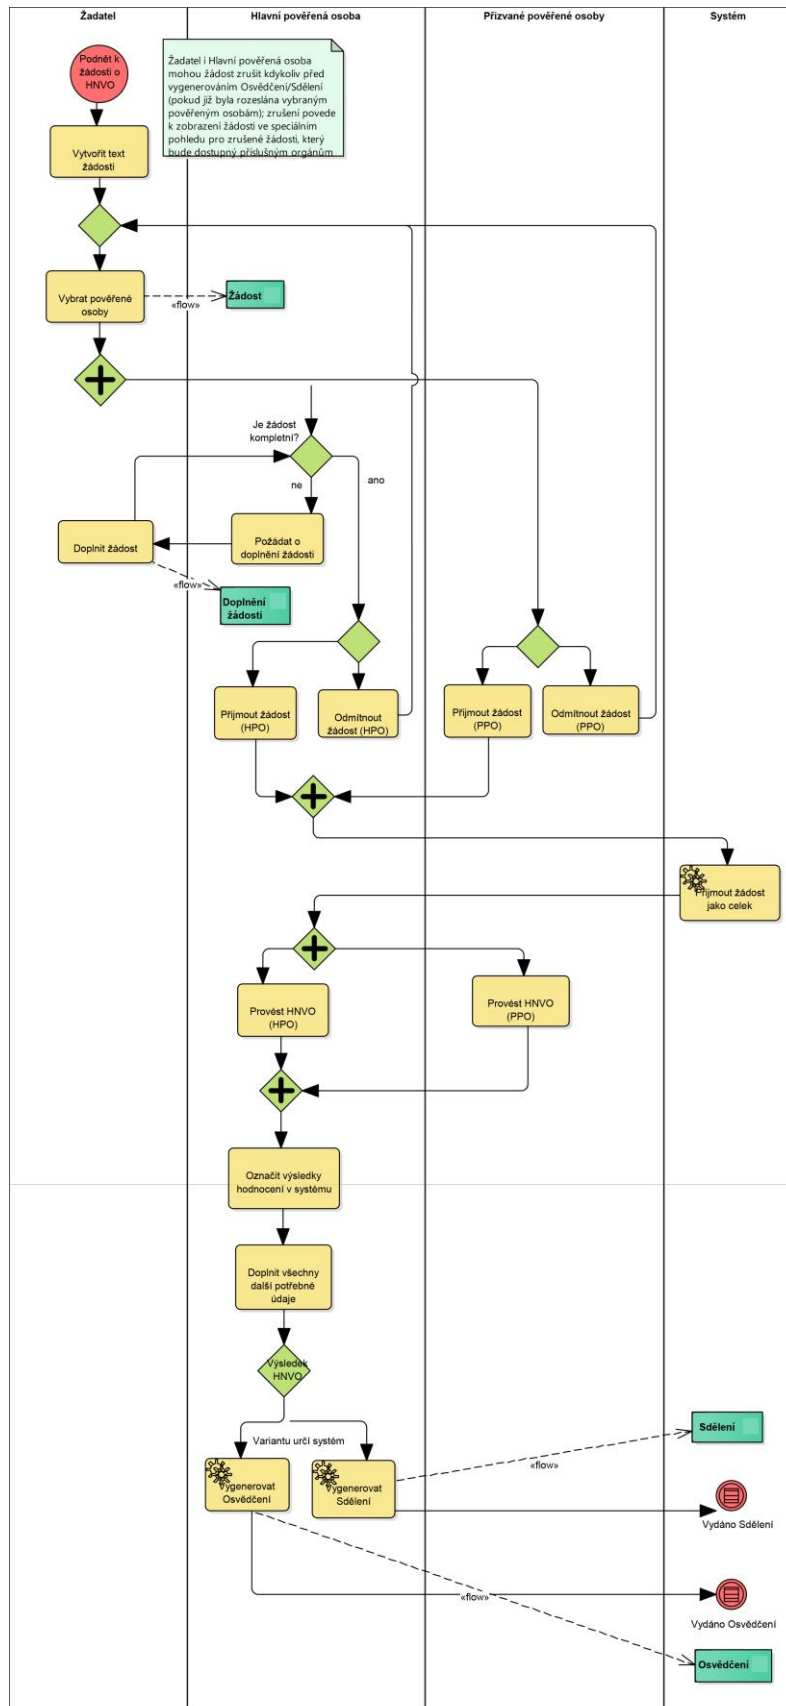 Žadatel
Hlavní pověřená osoba
Přizvané pověřené osoby
Systém
Podnět k
žádosti o
HNVO
Žadatel i Hlavní pověřená osoba
mohou žádost zrušit kdykoliv před
vygenerováním Osvědčení/Sdělení
(pokud již byla rozeslána vybraným
pověřeným osobám); zrušení povede
k zobrazení žádosti ve speciálním
pohledu pro zrušené žádosti, který
bude dostupný příslušným orgánům
Vytvořit text
žádosti
Vybrat pověřené
osoby
«flow»
Žádost
Je žádost
kompletní?
ne
ano
Doplnit žádost
Požádat o
doplnění žádosti
«flow»
Doplnění
žádosti
Přijmout žádost
(HPO)
Odmítnout
žádost (HPO)
Přijmout žádost
(PPO)
Odmítnout žádost
(PPO)
Přijmout žádost
jako celek
Provést HNVO
(HPO)
Provést HNVO
(PPO)
Označit výsledky
hodnocení v systému
Doplnit všechny
další potřebné
údaje
Výsledek
HNVO
Variantu určí systém
Vygenerovat
Osvědčení
Vygenerovat
Sdělení
Sdělení
«flow»
Vydáno Sdělení
«flow»
Vydáno Osvědčení
Osvědčení